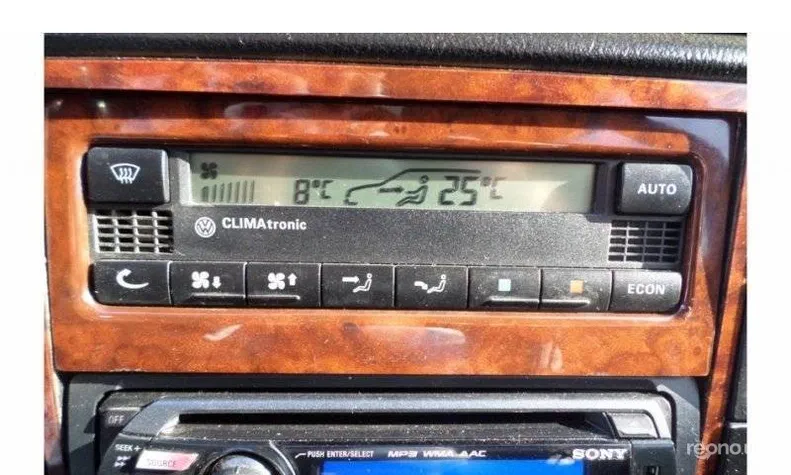 8°C 25°C
AUTO
CLIMAtronic
ECON
OFF
SEEK +
SOURCE
PUSH ENTER/SELECT MP3 WMA AAC SONY